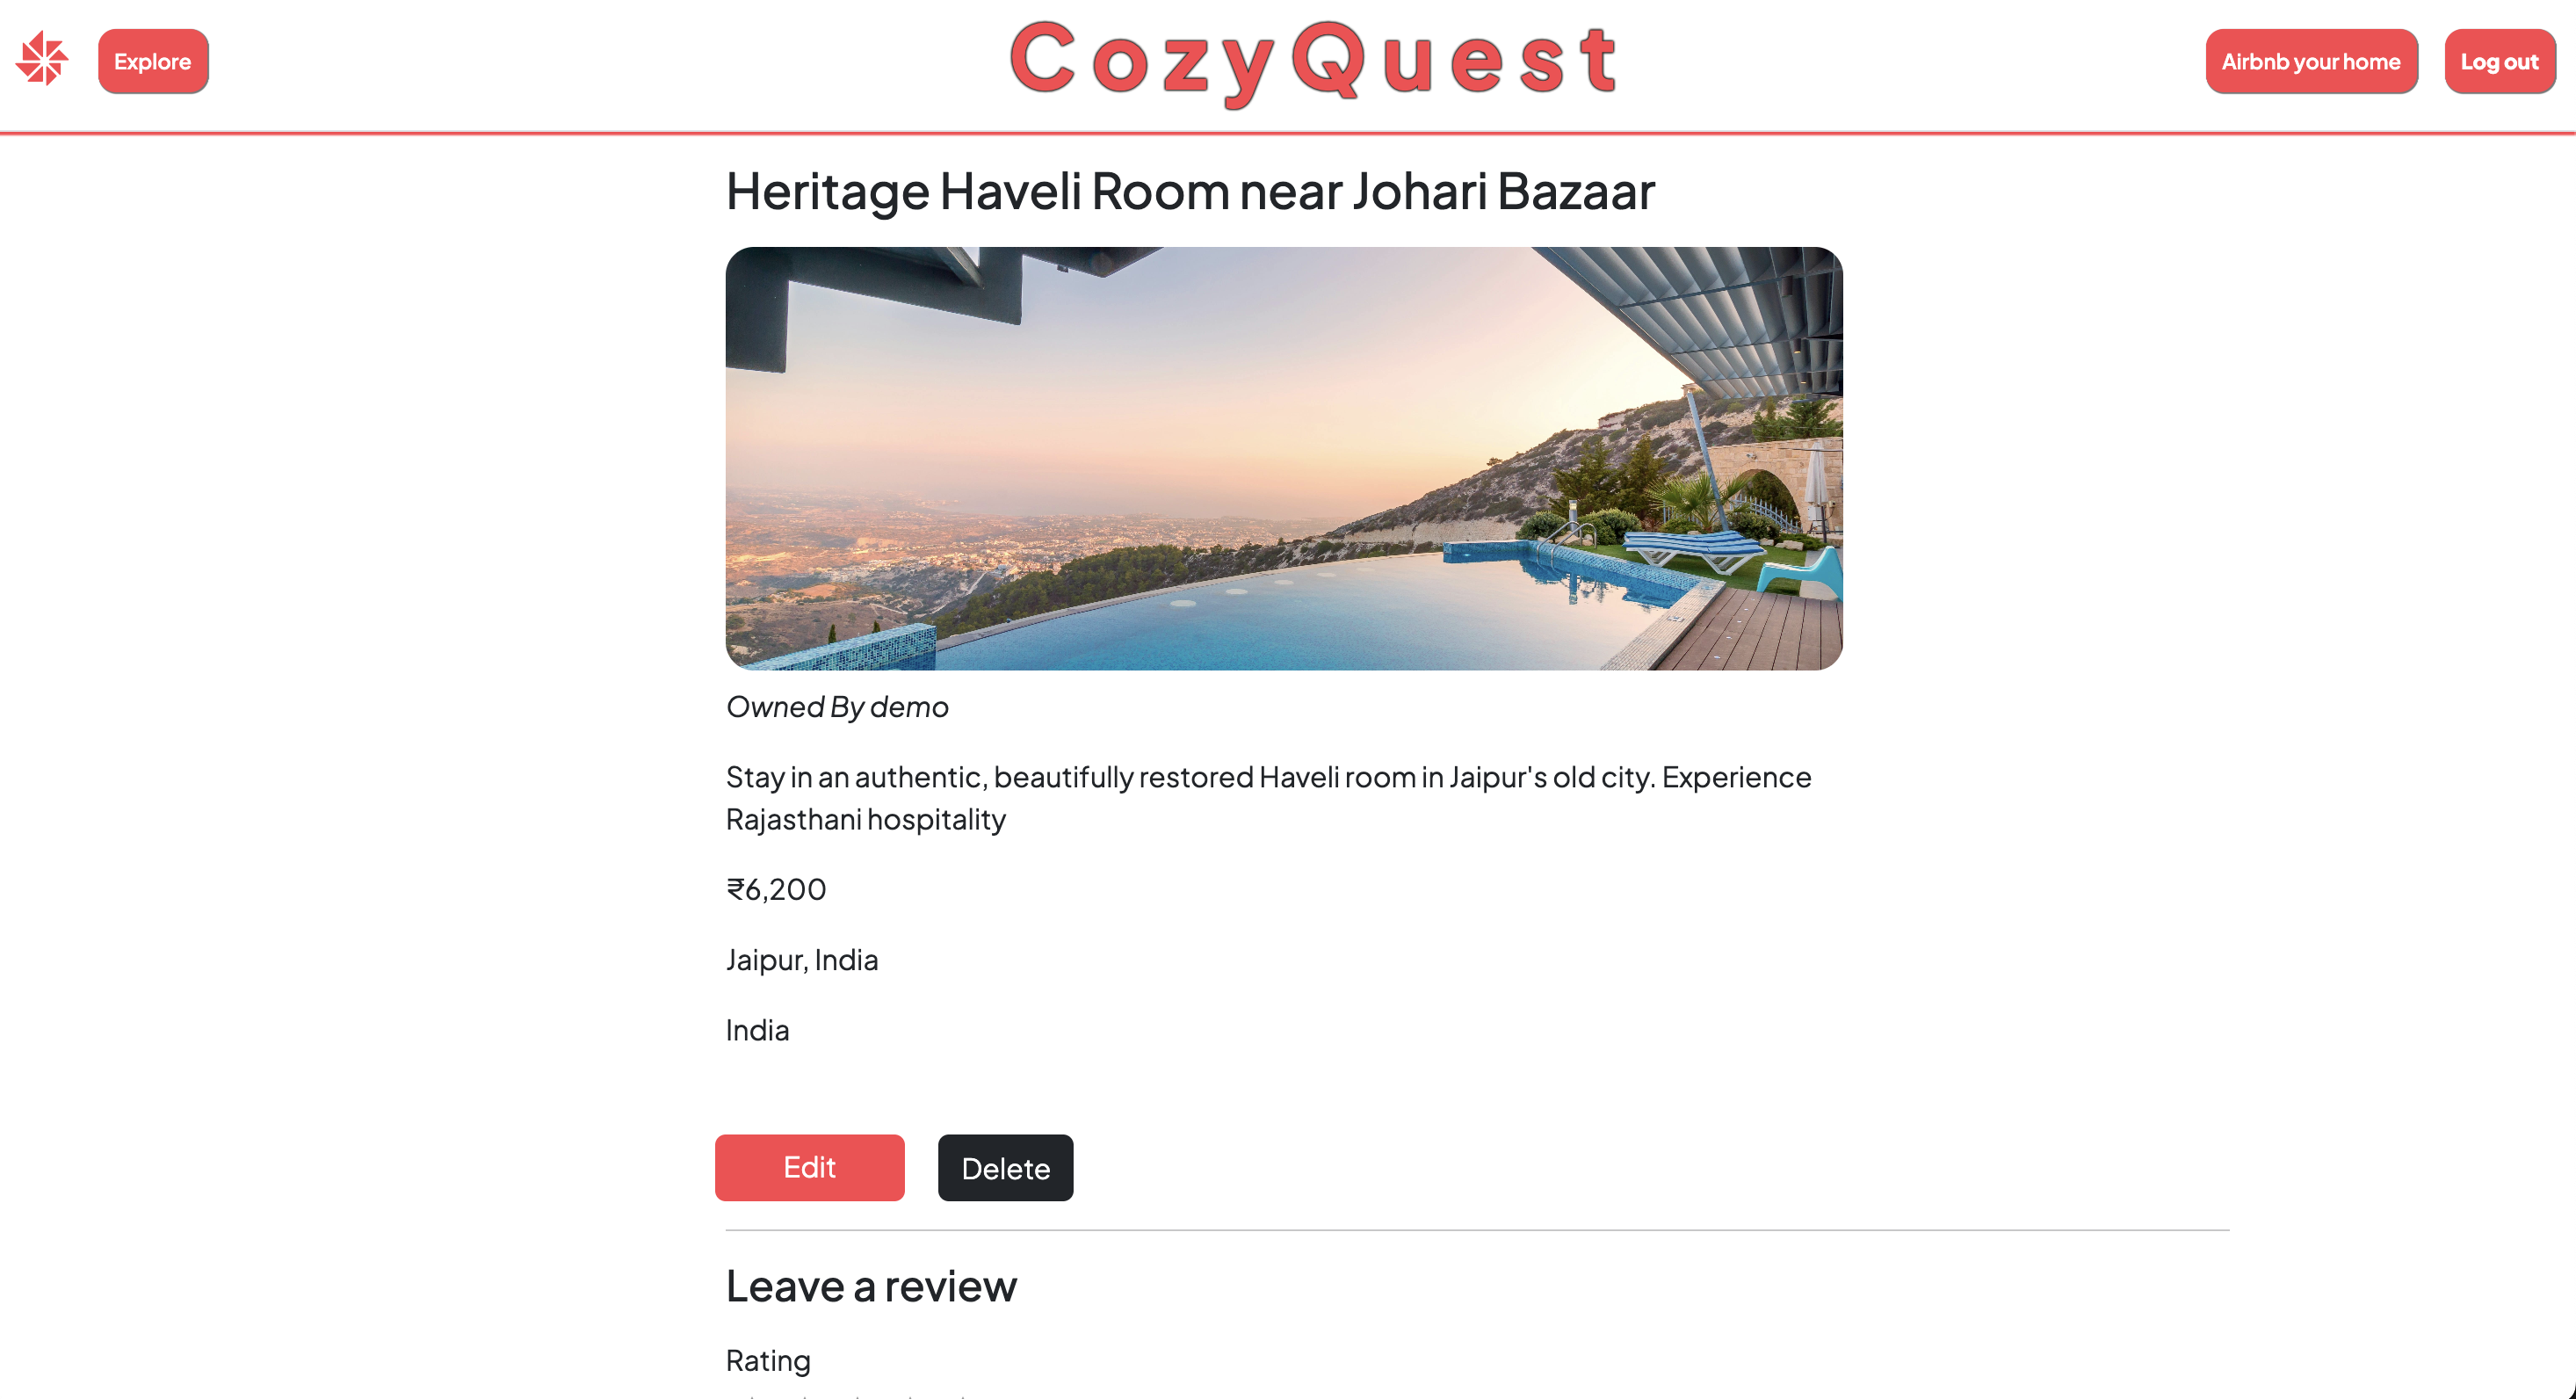 Explore
CozyQuest
Airbnb your home
Log out
Heritage Haveli Room near Johari Bazaar
Owned By demo
Stay in an authentic, beautifully restored Haveli room in Jaipur's old city. Experience
Rajasthani hospitality
₹6,200
Jaipur, India
India
Edit
Delete
Leave a review
Rating